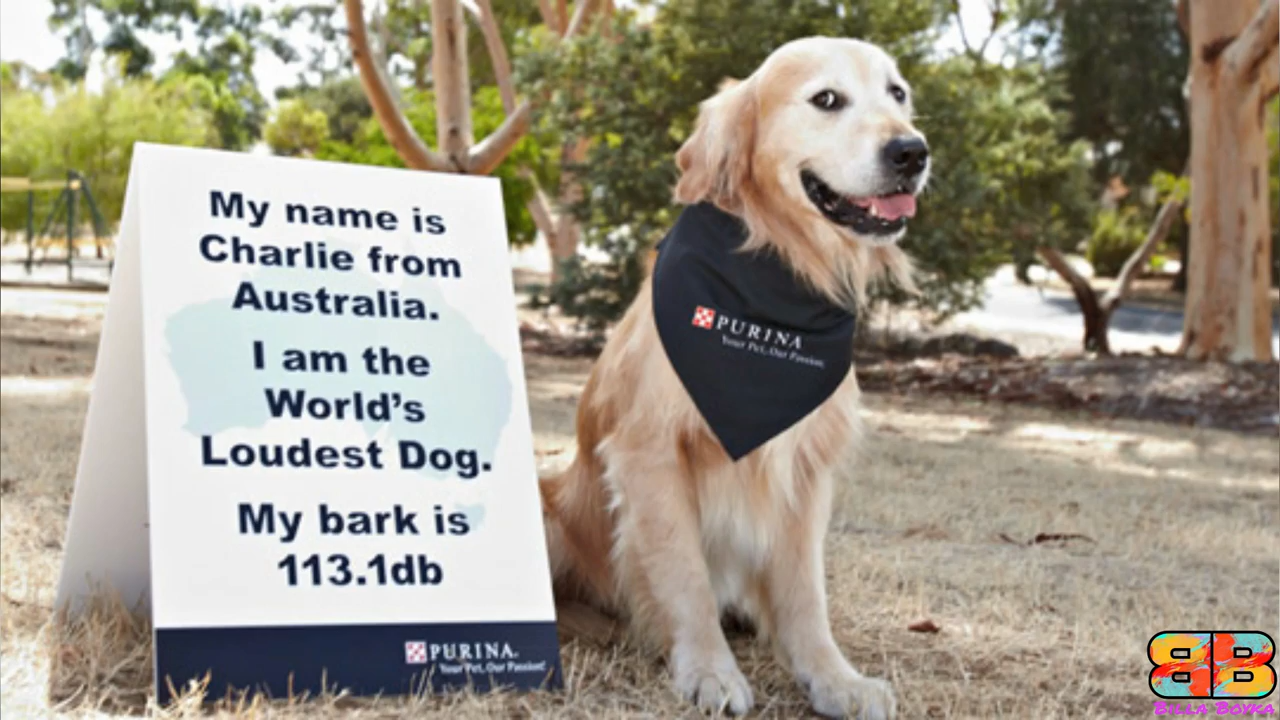 My name is
Charlie from
Australia.
I am the
World's
Loudest Dog.
My bark is
113.1db
PURINA.
Your Pet, Our Passion!
PURINA
Your Pet, Our Passion.
BB
BILLA BOYKA